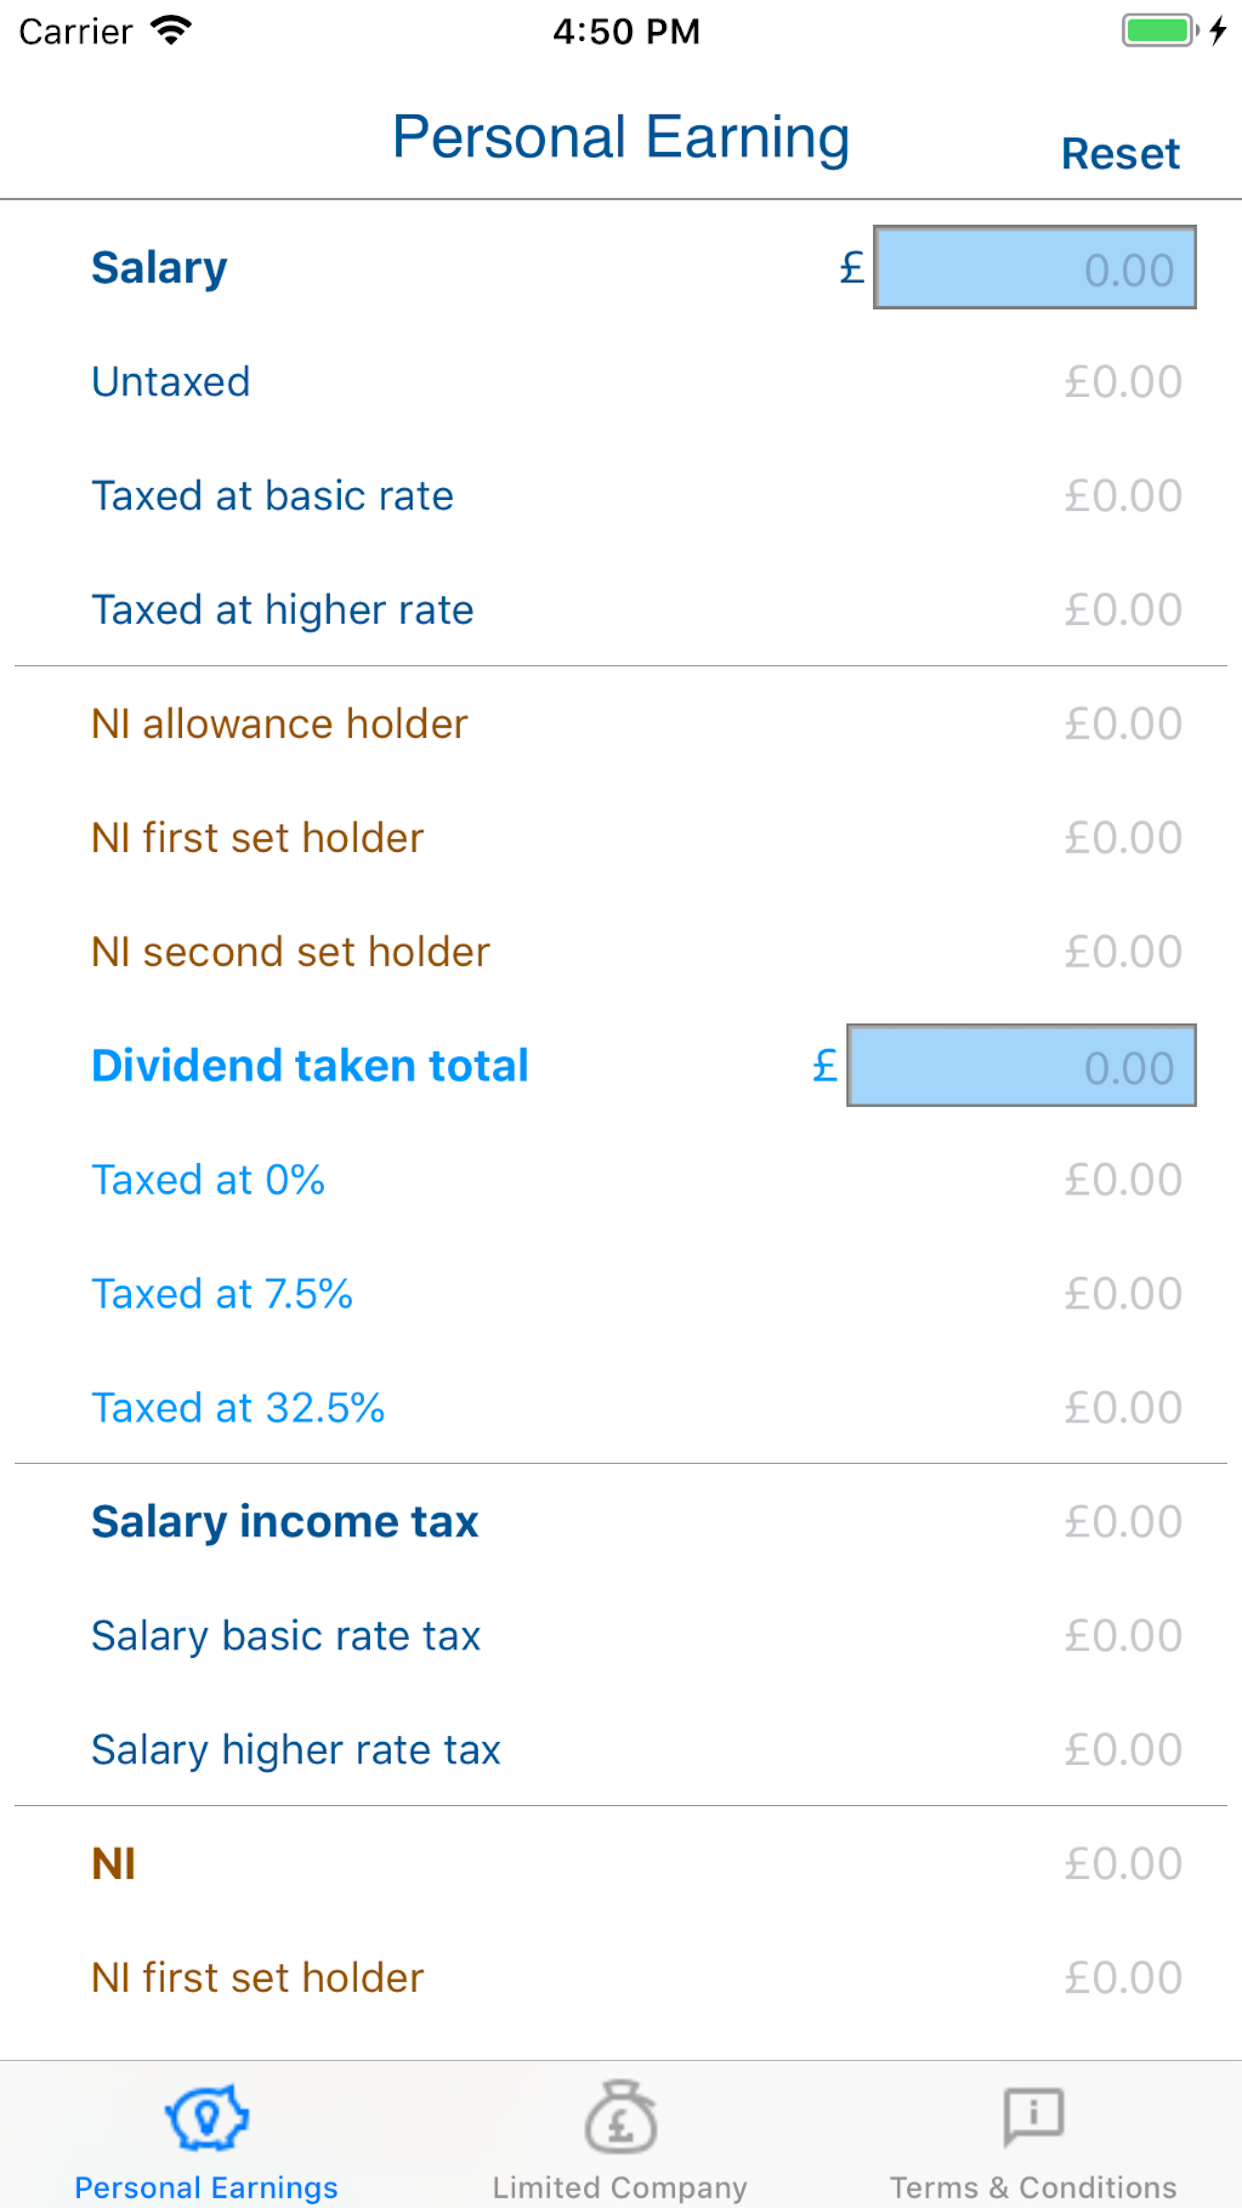 Carrier 4:50 PM
Personal Earning
Reset
Salary £ 0.00
Untaxed £0.00
Taxed at basic rate £0.00
Taxed at higher rate £0.00
NI allowance holder £0.00
NI first set holder £0.00
NI second set holder £0.00
Dividend taken total £ 0.00
Taxed at 0% £0.00
Taxed at 7.5% £0.00
Taxed at 32.5% £0.00
Salary income tax £0.00
Salary basic rate tax £0.00
Salary higher rate tax £0.00
NI £0.00
NI first set holder £0.00
Personal Earnings Limited Company Terms & Conditions